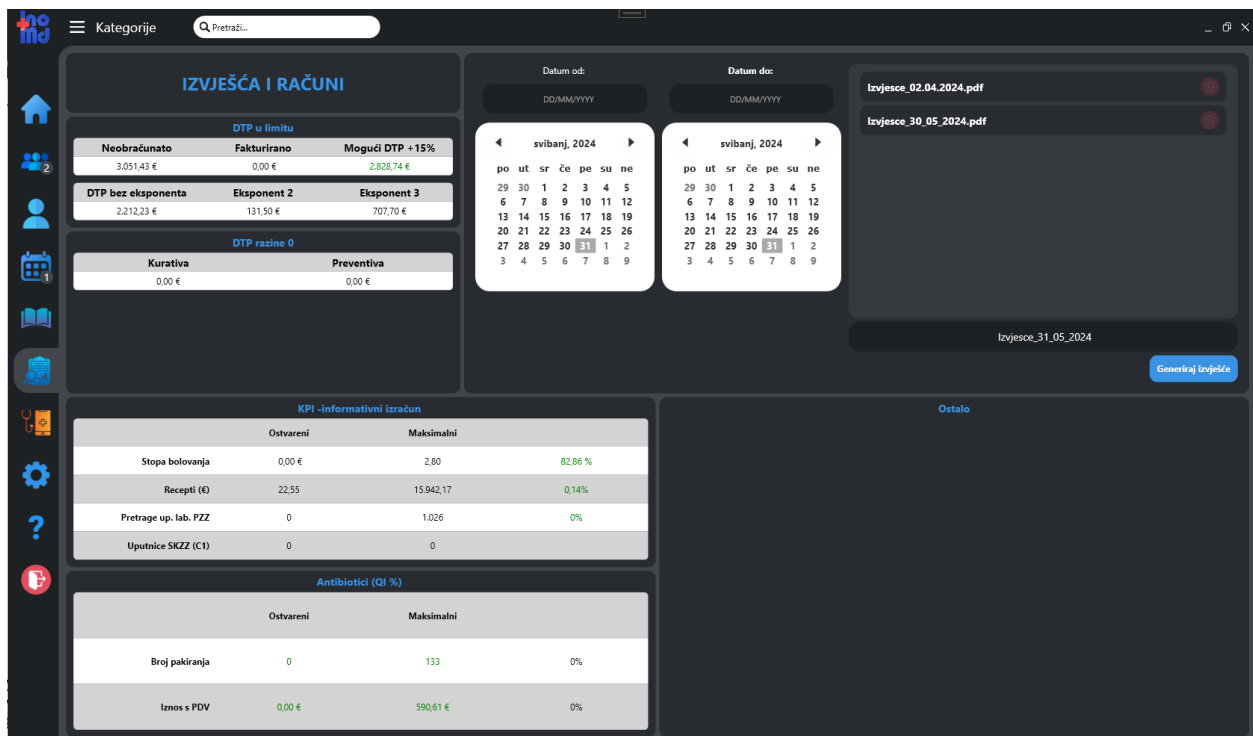 ino
md
Kategorije
Pretraži...
2
1
IZVJEŠĆA I RAČUNI
DTP u limitu
Neobračunato Fakturirano Mogući DTP +15%
3.051,43 € 0,00 € 2.828,74 €
DTP bez eksponenta Eksponent 2 Eksponent 3
2.212,23 € 131,50 € 707,70 €
DTP razine 0
Kurativa Preventiva
0,00 € 0,00 €
Datum od:
DD/MM/YYYY
svibanj, 2024
po ut sr če pe su ne
29 30 1 2 3 4 5
6 7 8 9 10 11 12
13 14 15 16 17 18 19
20 21 22 23 24 25 26
27 28 29 30 31 1 2
3 4 5 6 7 8 9
Datum do:
DD/MM/YYYY
svibanj, 2024
po ut sr če pe su ne
29 30 1 2 3 4 5
6 7 8 9 10 11 12
13 14 15 16 17 18 19
20 21 22 23 24 25 26
27 28 29 30 31 1 2
3 4 5 6 7 8 9
Izvjesce_02.04.2024.pdf
Izvjesce_30_05_2024.pdf
Izvjesce_31_05_2024
Generiraj izvješće
KPI -informativni izračun
Ostvareni Maksimalni
Stopa bolovanja 0,00 € 2,80 82,86 %
Recepti (€) 22,55 15.942,17 0,14%
Pretrage up. lab. PZZ 0 1.026 0%
Uputnice SKZZ (C1) 0 0
Antibiotici (QI %)
Ostvareni Maksimalni
Broj pakiranja 0 133 0%
Iznos s PDV 0,00 € 590,61 € 0%
Ostalo